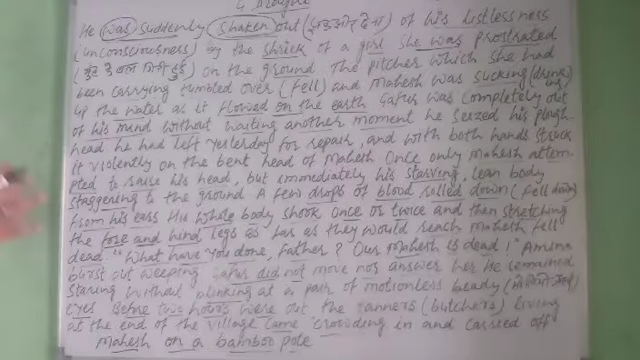 4 Drought
He was suddenly shaken out (झकझोर देना) of his listlessness
(unconsciousness) by the shrick of a girl She was prostrated
on the ground The pitcher which she had
been carrying tumbled over (fell) and Mahesh was sucking (drinking)
up the water as it flowed on the earth Gafur was completely out
of his mind without waiting another moment he seized his plough-
head he had left yesterday for repair, and with both hands struck
it violently on the bent head of Mahesh Once only Mahesh attem-
pted to raise his head, but immediately his starving, lean body
staggering to the ground A few drops of blood rolled down (fell down)
from his ears His whole body shook once or twice and then stretching
the fore and hind legs as far as they would reach Mahesh fell
dead "What have you done, father? Our Mahesh is dead!" Amina
burst out weeping Gafur did not move nor answer her He remained
staring without blinking at a pair of motionless beady
eyes Before two hours were out the tanners (butchers) living
at the end of the village came crowding in and carried off
Mahesh on a bamboo pole